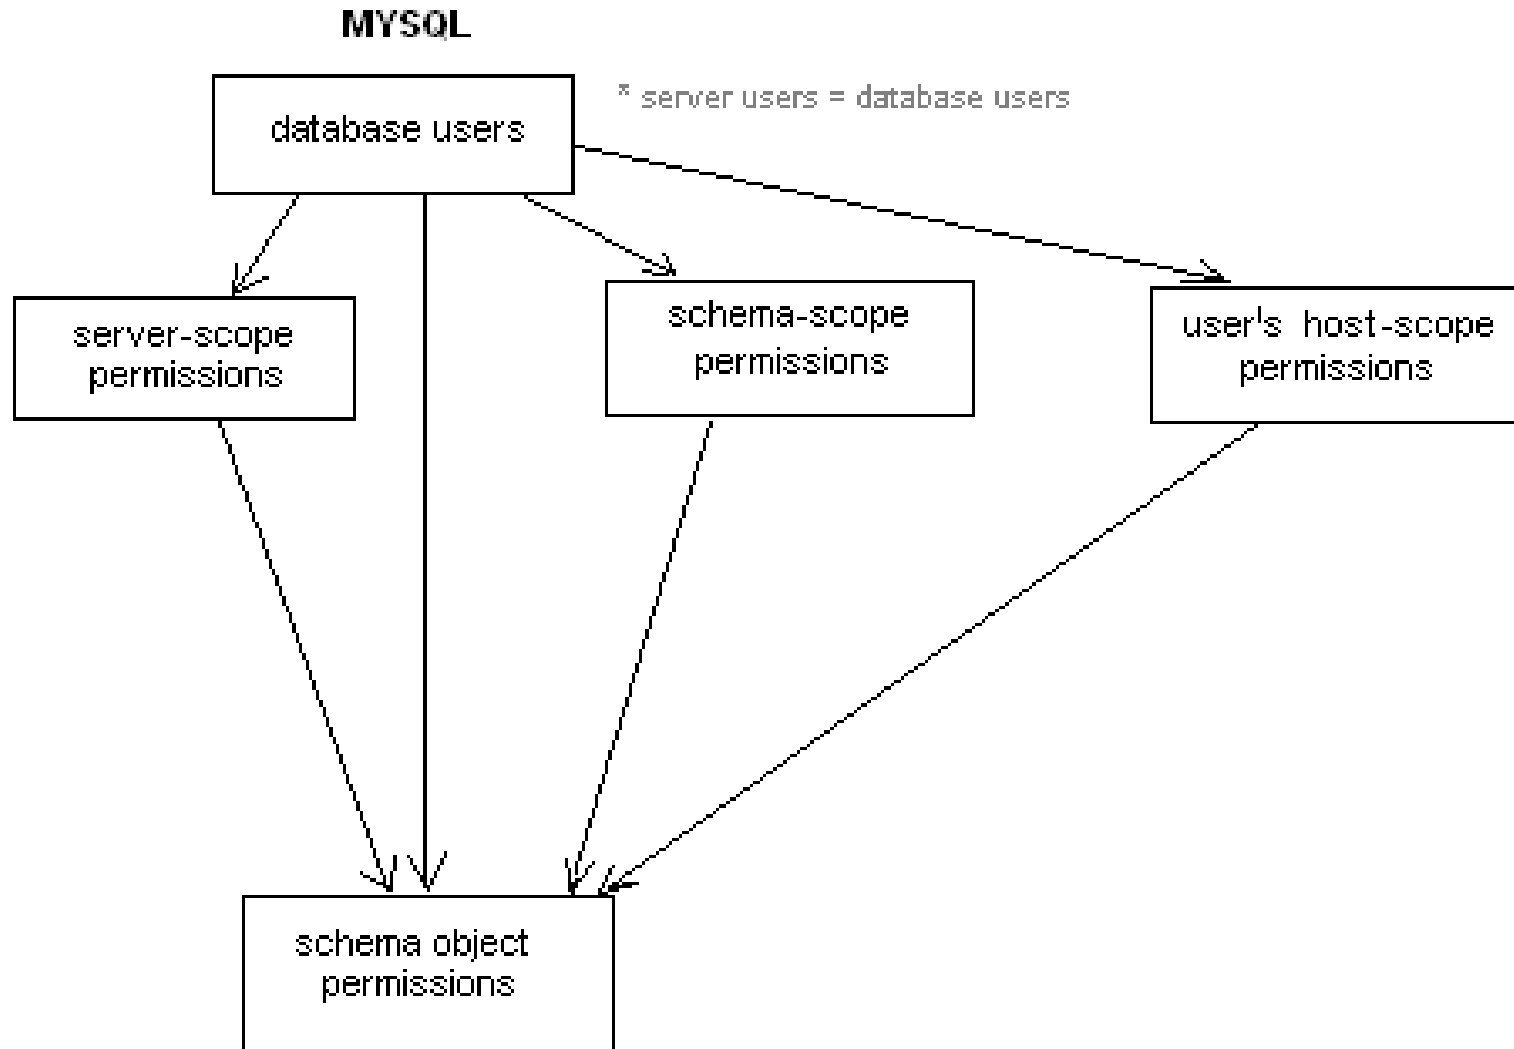 MYSQL
* server users = database users
database users
server-scope
permissions
schema-scope
permissions
user's host-scope
permissions
schema object
permissions